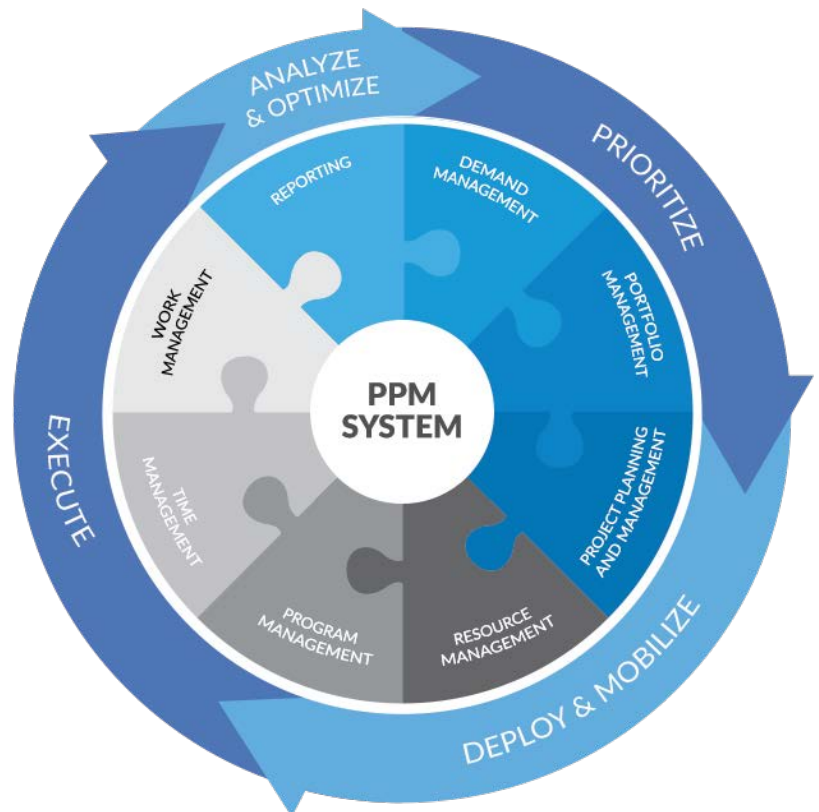 ANALYZE
& OPTIMIZE
PRIORITIZE
DEPLOY & MOBILIZE
EXECUTE
REPORTING
DEMAND
MANAGEMENT
PORTFOLIO
MANAGEMENT
PROJECT PLANNING
AND MANAGEMENT
RESOURCE
MANAGEMENT
PROGRAM
MANAGEMENT
TIME
MANAGEMENT
WORK
MANAGEMENT
PPM
SYSTEM